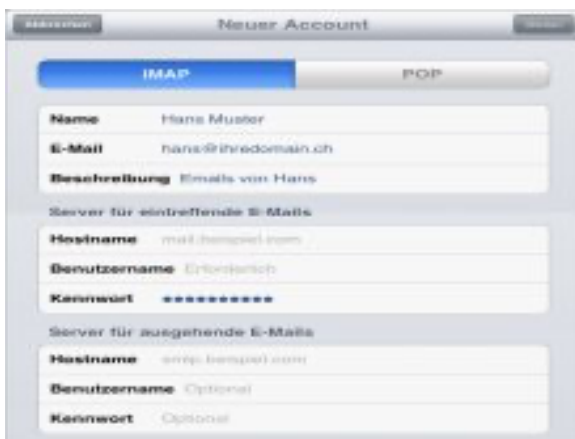 Abbrechen Neuer Account
IMAP POP
Name Hans Muster
E-Mail hans@ihredomain.ch
Beschreibung Emails von Hans
Server für eintreffende E-Mails
Hostname mail.beispiel.com
Benutzername Erforderlich
Kennwort ••••••••••
Server für ausgehende E-Mails
Hostname smtp.beispiel.com
Benutzername Optional
Kennwort Optional